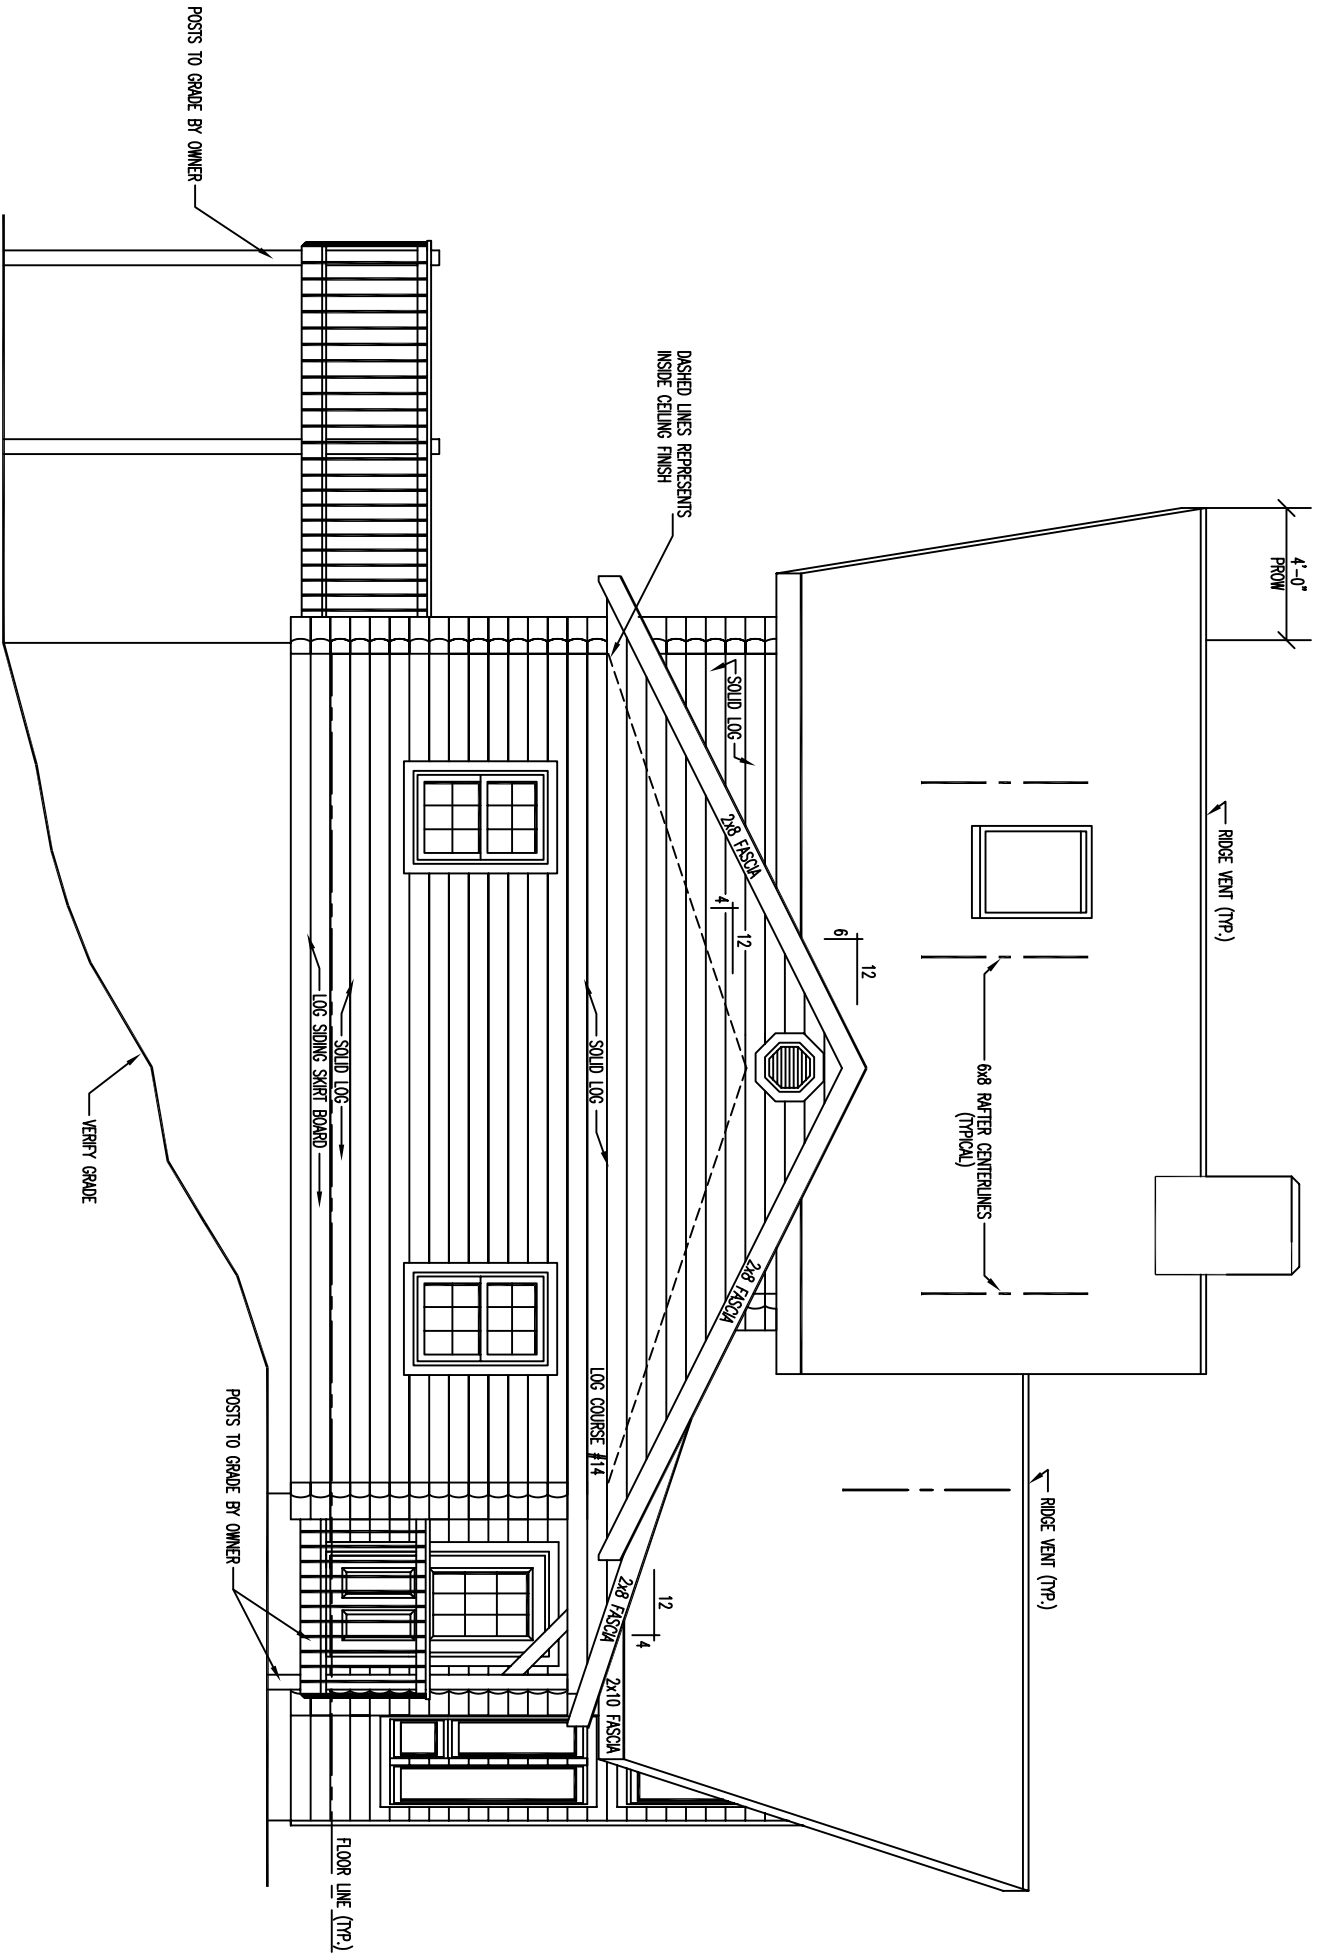 4'-0"
PROW
RIDGE VENT (TYP.)
6x8 RAFTER CENTERLINES
(TYPICAL)
RIDGE VENT (TYP.)
12
6
DASHED LINES REPRESENTS
INSIDE CEILING FINISH
SOLID LOG
2x8 FASCIA
12
4
2x8 FASCIA
12
4
2x8 FASCIA
2x10 FASCIA
SOLID LOG
LOG COURSE #14
SOLID LOG
LOG SIDING SKIRT BOARD
FLOOR LINE (TYP.)
POSTS TO GRADE BY OWNER
POSTS TO GRADE BY OWNER
VERIFY GRADE